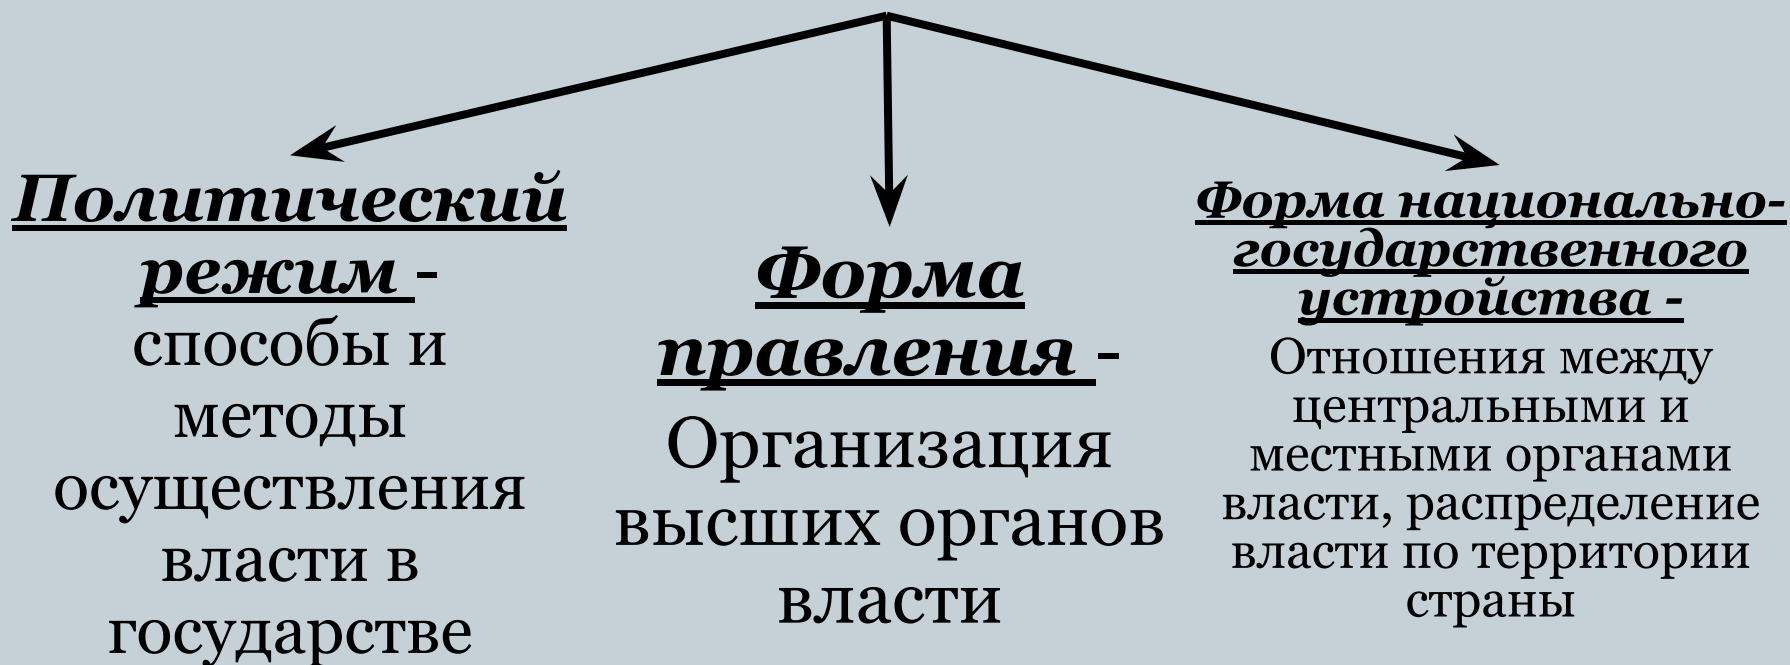 Политический
режим -
способы и
методы
осуществления
власти в
государстве
Форма
правления -
Организация
высших органов
власти
Форма национально-
государственного
устройства -
Отношения между
центральными и
местными органами
власти, распределение
власти по территории
страны